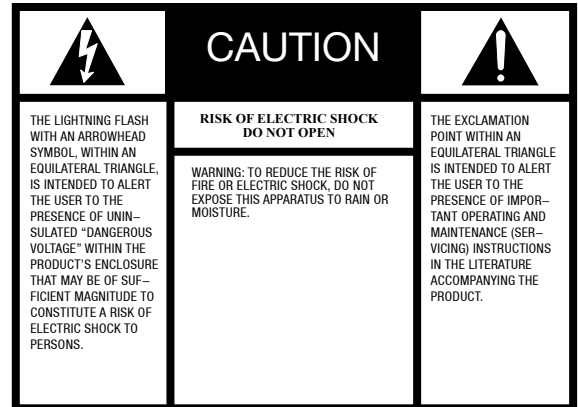 CAUTION
THE LIGHTNING FLASH
WITH AN ARROWHEAD
SYMBOL, WITHIN AN
EQUILATERAL TRIANGLE,
IS INTENDED TO ALERT
THE USER TO THE
PRESENCE OF UNIN–
SULATED “DANGEROUS
VOLTAGE” WITHIN THE
PRODUCT’S ENCLOSURE
THAT MAY BE OF SUF–
FICIENT MAGNITUDE TO
CONSTITUTE A RISK OF
ELECTRIC SHOCK TO
PERSONS.
RISK OF ELECTRIC SHOCK
DO NOT OPEN
WARNING: TO REDUCE THE RISK OF
FIRE OR ELECTRIC SHOCK, DO NOT
EXPOSE THIS APPARATUS TO RAIN OR
MOISTURE.
THE EXCLAMATION
POINT WITHIN AN
EQUILATERAL TRIANGLE
IS INTENDED TO ALERT
THE USER TO THE
PRESENCE OF IMPOR–
TANT OPERATING AND
MAINTENANCE (SER–
VICING) INSTRUCTIONS
IN THE LITERATURE
ACCOMPANYING THE
PRODUCT.